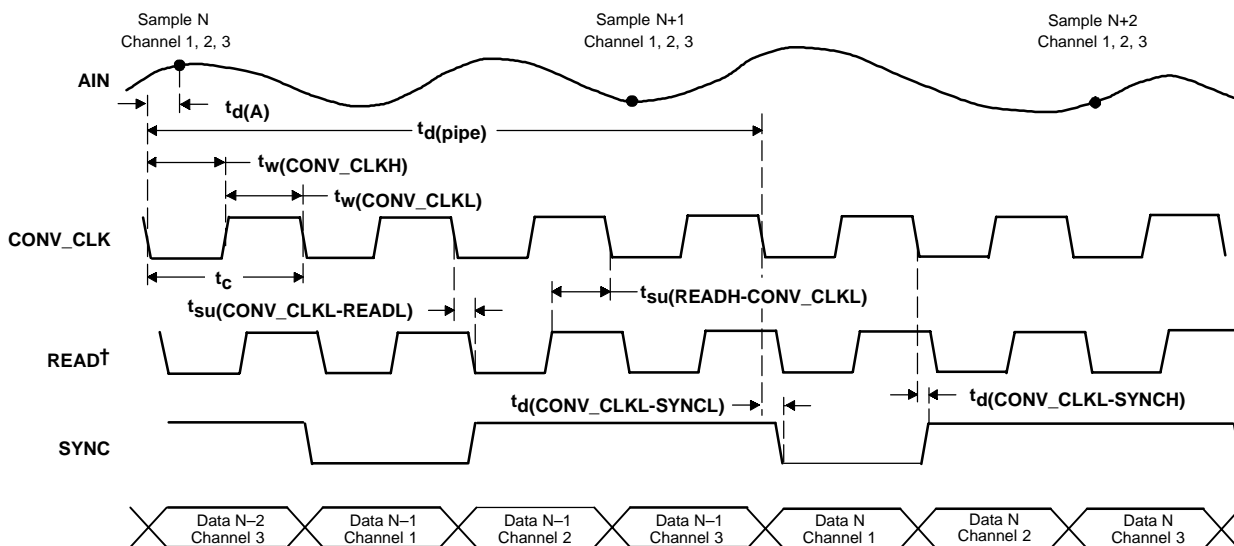 Sample N
Channel 1, 2, 3
Sample N+1
Channel 1, 2, 3
Sample N+2
Channel 1, 2, 3
AIN
td(A)
td(pipe)
tw(CONV_CLKH)
tw(CONV_CLKL)
CONV_CLK
tc
tsu(CONV_CLKL-READL)
tsu(READH-CONV_CLKL)
READ†
td(CONV_CLKL-SYNCL)
td(CONV_CLKL-SYNCH)
SYNC
Data N–2
Channel 3
Data N–1
Channel 1
Data N–1
Channel 2
Data N–1
Channel 3
Data N
Channel 1
Data N
Channel 2
Data N
Channel 3